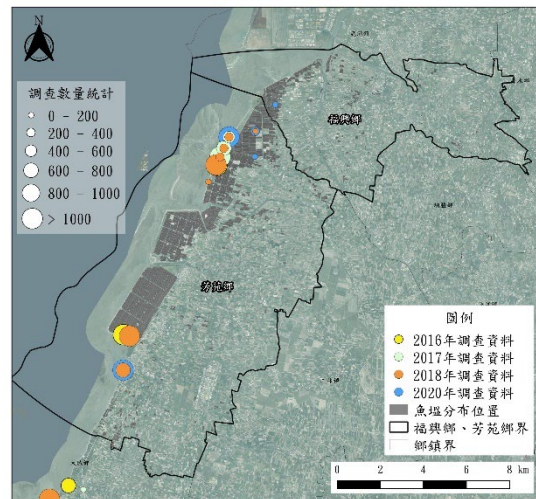 N
調查數量統計
0 - 200
200 - 400
400 - 600
600 - 800
800 - 1000
> 1000
福興鄉
芳苑鄉
圖例
2016年調查資料
2017年調查資料
2018年調查資料
2020年調查資料
魚塭分布位置
福興鄉、芳苑鄉界
鄉鎮界
0 2 4 6 8 km